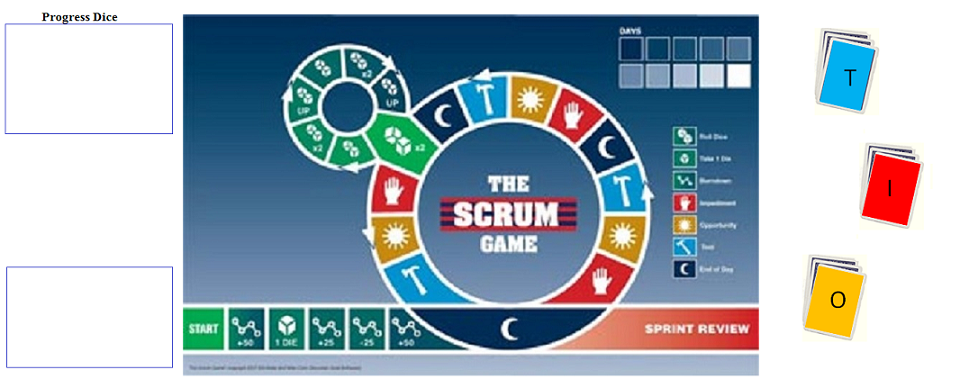 Progress Dice
DAYS
x2
UP
UP
x2
x2
T
Roll Dice
Take 1 Die
Burndown
Impediment
Opportunity
Tool
End of Day
I
THE
SCRUM
GAME
O
START
+50
1 DIE
+25
-25
+50
SPRINT REVIEW